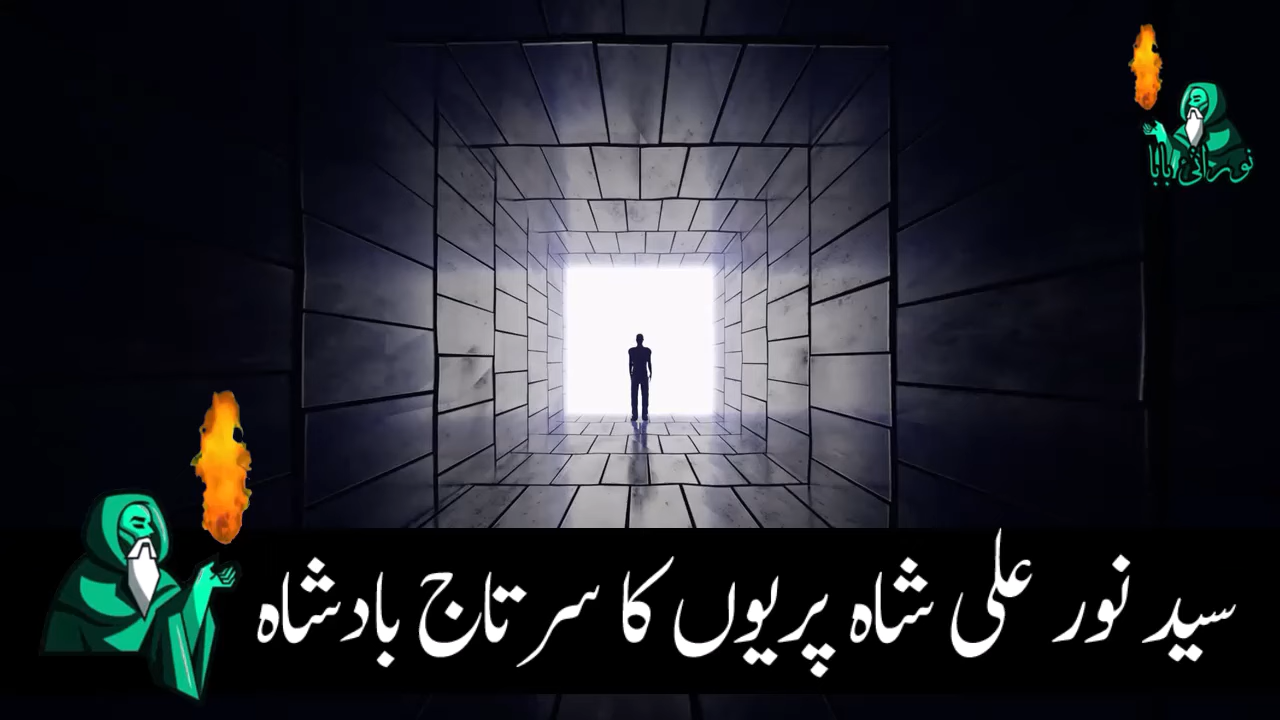 نورانی بابا
سید نور علی شاہ پریوں کا سرتاج بادشاہ